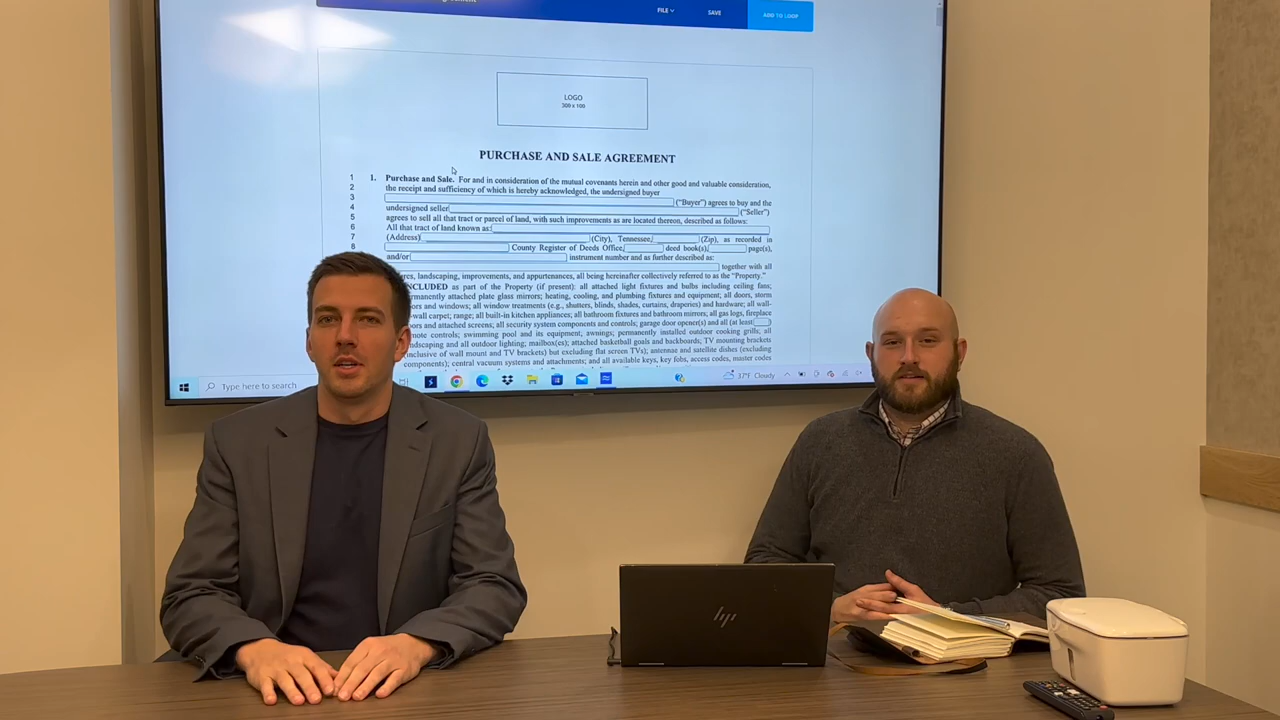 FILE SAVE ADD TO LOOP
LOGO
300 x 100
PURCHASE AND SALE AGREEMENT
1 1. Purchase and Sale. For and in consideration of the mutual covenants herein and other good and valuable consideration,
2 the receipt and sufficiency of which is hereby acknowledged, the undersigned buyer
3 ("Buyer") agrees to buy and the
4 undersigned seller ("Seller")
5 agrees to sell all that tract or parcel of land, with such improvements as are located thereon, described as follows:
6 All that tract of land known as:
7 (Address) (City), Tennessee, (Zip), as recorded in
8 County Register of Deeds Office, deed book(s), page(s),
and/or instrument number and as further described as:
together with all
res, landscaping, improvements, and appurtenances, all being hereinafter collectively referred to as the "Property."
INCLUDED as part of the Property (if present): all attached light fixtures and bulbs including ceiling fans;
rmanently attached plate glass mirrors; heating, cooling, and plumbing fixtures and equipment; all doors, storm
ors and windows; all window treatments (e.g., shutters, blinds, shades, curtains, draperies) and hardware; all wall-
wall carpet; range; all built-in kitchen appliances; all bathroom fixtures and bathroom mirrors; all gas logs, fireplace
ors and attached screens; all security system components and controls; garage door opener(s) and all (at least )
mote controls; swimming pool and its equipment; awnings; permanently installed outdoor cooking grills; all
ndscaping and all outdoor lighting; mailbox(es); attached basketball goals and backboards; TV mounting brackets
inclusive of wall mount and TV brackets) but excluding flat screen TVs); antennae and satellite dishes (excluding
components); central vacuum systems and attachments; and all available keys, key fobs, access codes, master codes
Type here to search
37°F Cloudy
hp